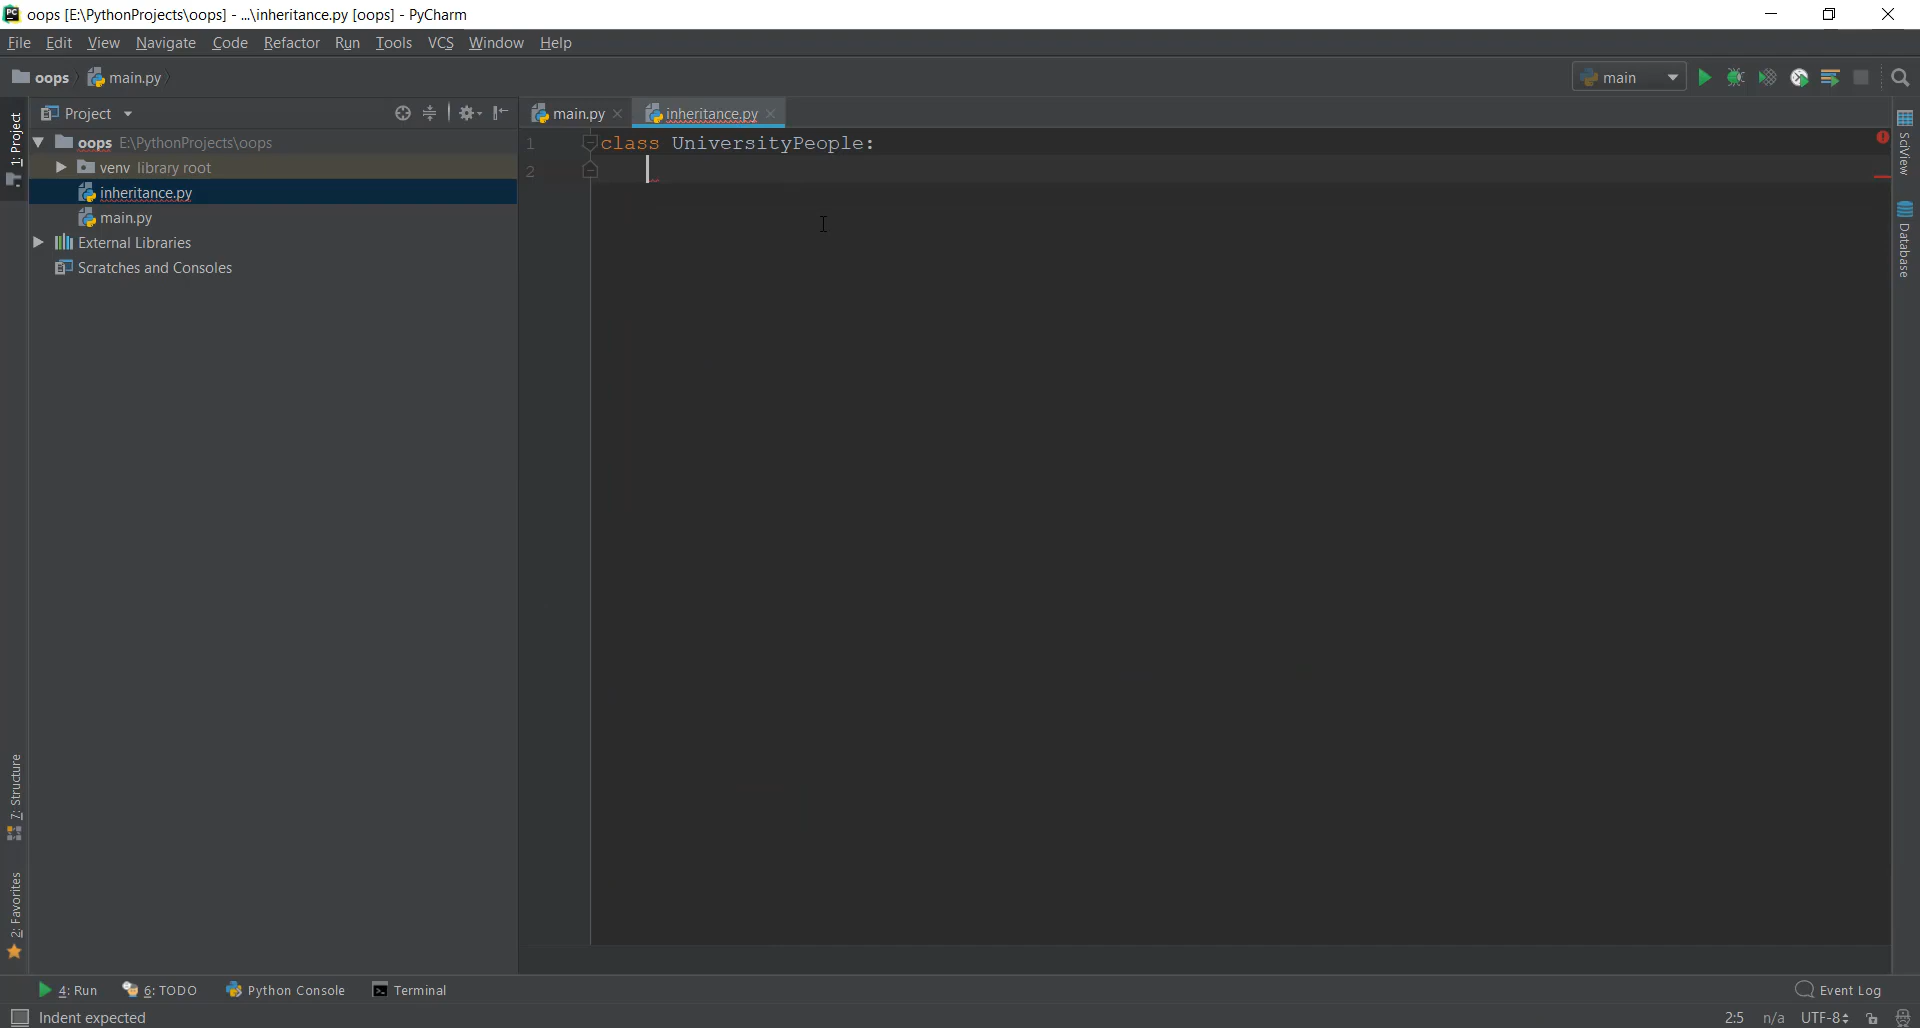 oops [E:\PythonProjects\oops] - ...\inheritance.py [oops] - PyCharm
File Edit View Navigate Code Refactor Run Tools VCS Window Help
oops main.py main
Project main.py inheritance.py
1: Project
oops E:\PythonProjects\oops
venv library root
inheritance.py
main.py
External Libraries
Scratches and Consoles
1 class UniversityPeople:
2
SciView
Database
7: Structure
2: Favorites
4: Run 6: TODO Python Console Terminal Event Log
Indent expected 2:5 n/a UTF-8